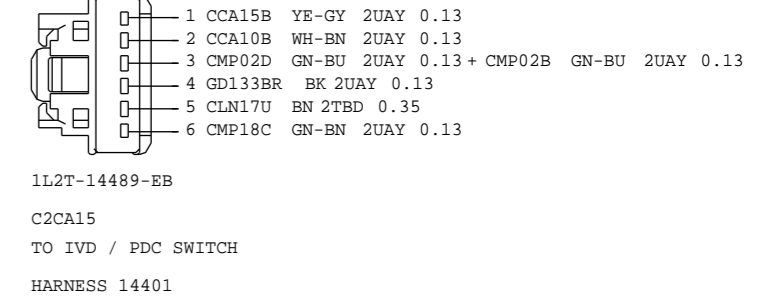 1 CCA15B YE-GY 2UAY 0.13
2 CCA10B WH-BN 2UAY 0.13
3 CMP02D GN-BU 2UAY 0.13 + CMP02B GN-BU 2UAY 0.13
4 GD133BR BK 2UAY 0.13
5 CLN17U BN 2TBD 0.35
6 CMP18C GN-BN 2UAY 0.13
1L2T-14489-EB
C2CA15
TO IVD / PDC SWITCH
HARNESS 14401